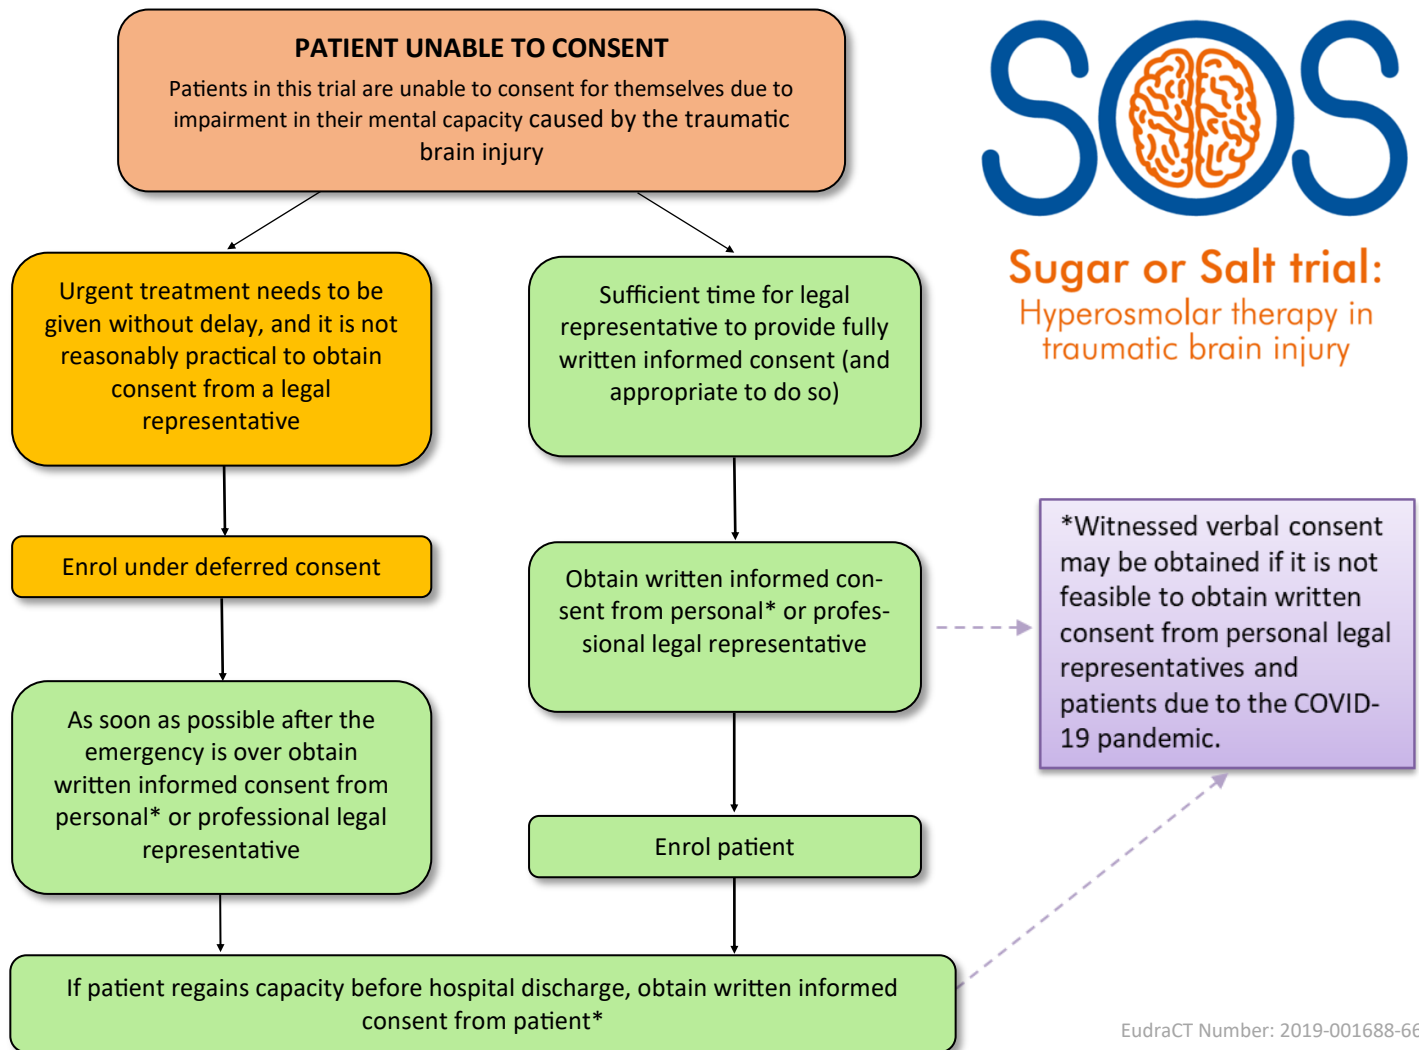 PATIENT UNABLE TO CONSENT
Patients in this trial are unable to consent for themselves due to
impairment in their mental capacity caused by the traumatic
brain injury
SOS
Sugar or Salt trial:
Hyperosmolar therapy in
traumatic brain injury
Urgent treatment needs to be
given without delay, and it is not
reasonably practical to obtain
consent from a legal
representative
Sufficient time for legal
representative to provide fully
written informed consent (and
appropriate to do so)
Enrol under deferred consent
Obtain written informed con-
sent from personal* or profes-
sional legal representative
*Witnessed verbal consent
may be obtained if it is not
feasible to obtain written
consent from personal legal
representatives and
patients due to the COVID-
19 pandemic.
As soon as possible after the
emergency is over obtain
written informed consent from
personal* or professional legal
representative
Enrol patient
If patient regains capacity before hospital discharge, obtain written informed
consent from patient*
EudraCT Number: 2019-001688-66